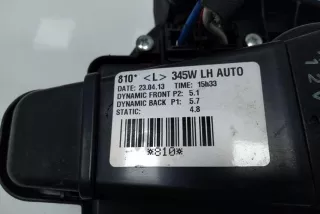 810* <L> 345W LH AUTO
DATE: 23.04.13 TIME: 15h33
DYNAMIC FRONT P2: 5.1
DYNAMIC BACK P1: 5.7
STATIC: 4.8
*810*